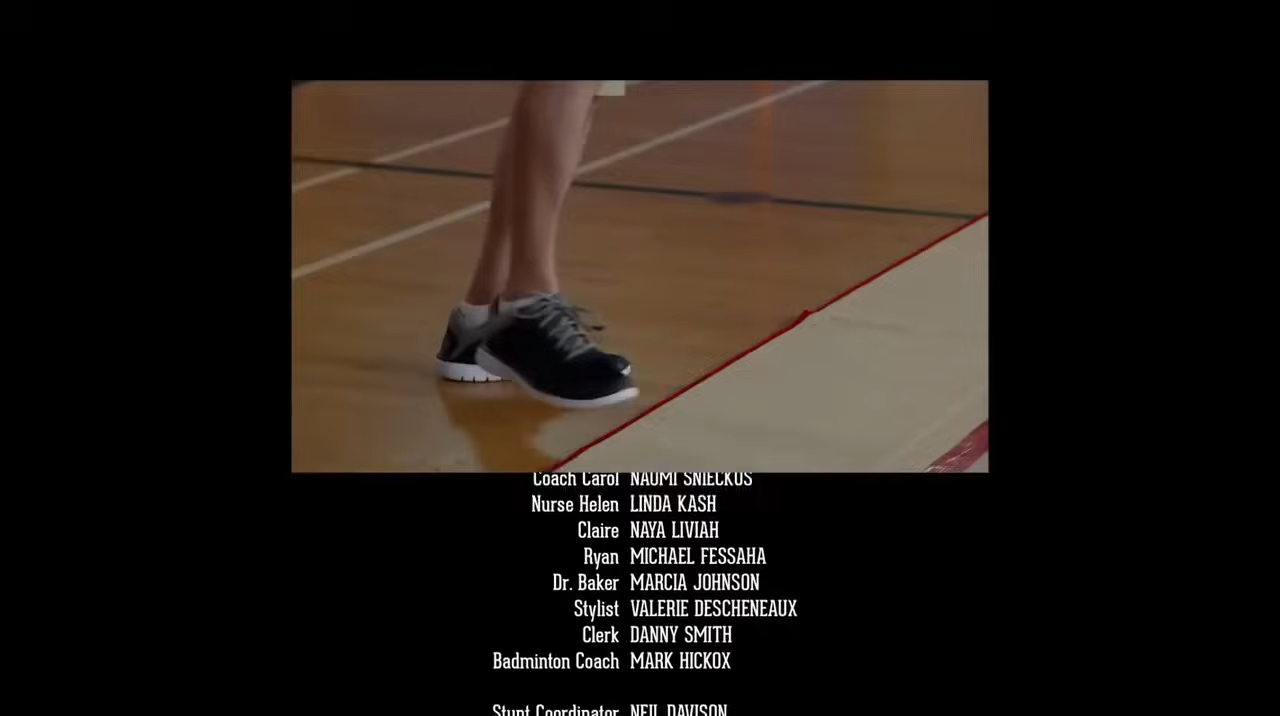 Coach Carol NAOMI SNIECKUS
Nurse Helen LINDA KASH
Claire NAYA LIVIAH
Ryan MICHAEL FESSAHA
Dr. Baker MARCIA JOHNSON
Stylist VALERIE DESCHENEAUX
Clerk DANNY SMITH
Badminton Coach MARK HICKOX
Stunt Coordinator NEIL DAVISON